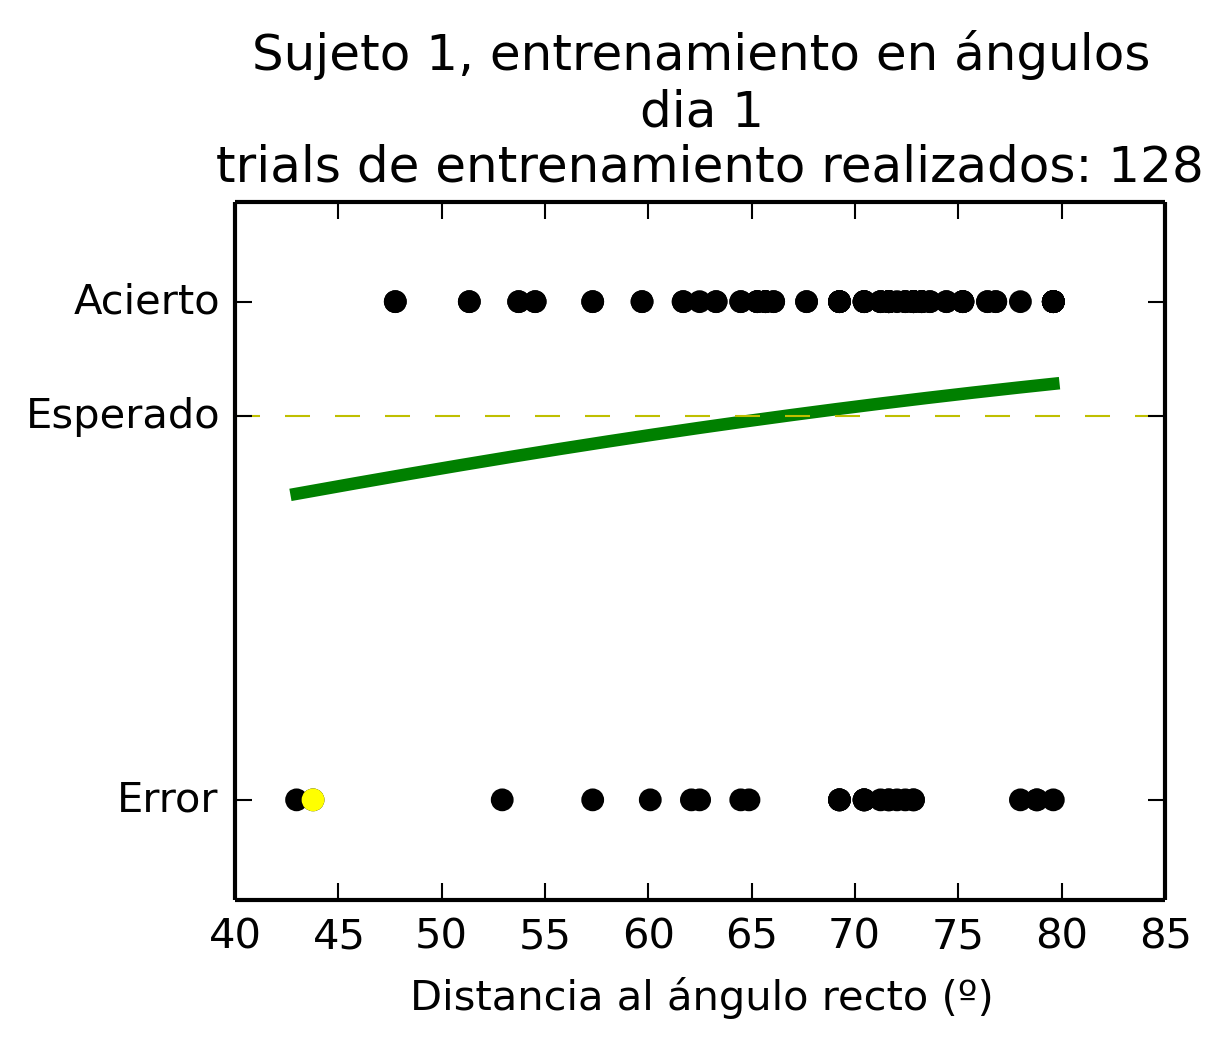 Sujeto 1, entrenamiento en ángulos
dia 1
trials de entrenamiento realizados: 128
Acierto
Esperado
Error
40 45 50 55 60 65 70 75 80 85
Distancia al ángulo recto (º)